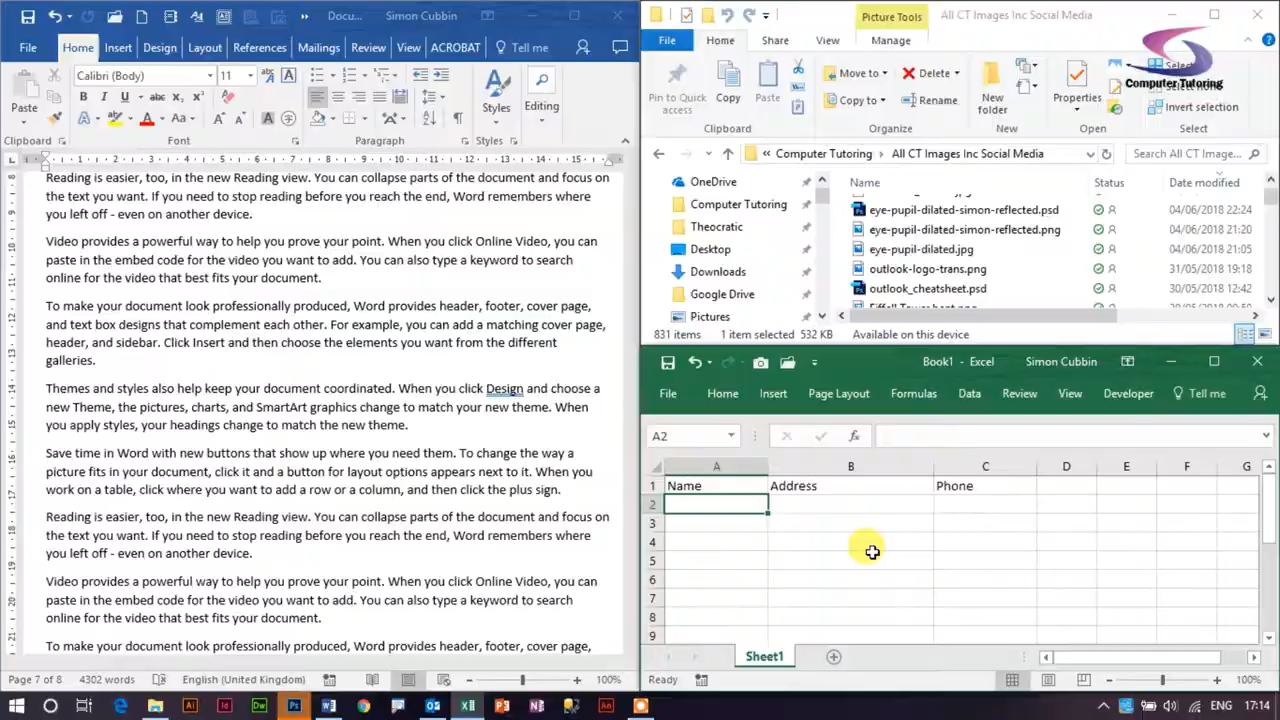 Docu... Simon Cubbin
File Home Insert Design Layout References Mailings Review View ACROBAT Tell me
Calibri (Body) 11
Paste Styles Editing
Clipboard Font Paragraph Styles
Reading is easier, too, in the new Reading view. You can collapse parts of the document and focus on
the text you want. If you need to stop reading before you reach the end, Word remembers where
you left off - even on another device.
Video provides a powerful way to help you prove your point. When you click Online Video, you can
paste in the embed code for the video you want to add. You can also type a keyword to search
online for the video that best fits your document.
To make your document look professionally produced, Word provides header, footer, cover page,
and text box designs that complement each other. For example, you can add a matching cover page,
header, and sidebar. Click Insert and then choose the elements you want from the different
galleries.
Themes and styles also help keep your document coordinated. When you click Design and choose a
new Theme, the pictures, charts, and SmartArt graphics change to match your new theme. When
you apply styles, your headings change to match the new theme.
Save time in Word with new buttons that show up where you need them. To change the way a
picture fits in your document, click it and a button for layout options appears next to it. When you
work on a table, click where you want to add a row or a column, and then click the plus sign.
Reading is easier, too, in the new Reading view. You can collapse parts of the document and focus on
the text you want. If you need to stop reading before you reach the end, Word remembers where
you left off - even on another device.
Video provides a powerful way to help you prove your point. When you click Online Video, you can
paste in the embed code for the video you want to add. You can also type a keyword to search
online for the video that best fits your document.
To make your document look professionally produced, Word provides header, footer, cover page,
Page 7 of 8 4302 words English (United Kingdom) 100%
Picture Tools All CT Images Inc Social Media
File Home Share View Manage
Computer Tutoring
Pin to Quick access Copy Paste Move to Copy to Delete Rename New folder Properties Select Invert selection
Clipboard Organize New Open Select
« Computer Tutoring › All CT Images Inc Social Media Search All CT Image...
OneDrive
Computer Tutoring
Theocratic
Desktop
Downloads
Google Drive
Pictures
Name Status Date modified
eye-pupil-dilated-simon-reflected.psd 04/06/2018 22:24
eye-pupil-dilated-simon-reflected.png 04/06/2018 21:20
eye-pupil-dilated.jpg 04/06/2018 21:05
outlook-logo-trans.png 31/05/2018 19:18
outlook_cheatsheet.psd 30/05/2018 12:42
831 items 1 item selected 532 KB Available on this device
Book1 - Excel Simon Cubbin
File Home Insert Page Layout Formulas Data Review View Developer Tell me
A2 fx
A B C D E F G
1 Name Address Phone
2
3
4
5
6
7
8
9
Sheet1
Ready 100%
ENG 17:14